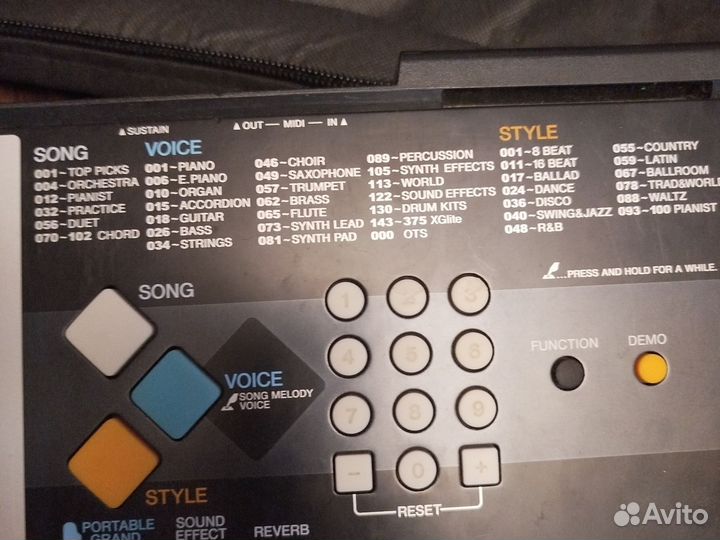 ▲SUSTAIN
▲OUT — MIDI — IN▲
SONG
001~TOP PICKS
004~ORCHESTRA
012~PIANIST
032~PRACTICE
056~DUET
070~102 CHORD
VOICE
001~PIANO
006~E.PIANO
010~ORGAN
015~ACCORDION
018~GUITAR
026~BASS
034~STRINGS
046~CHOIR
049~SAXOPHONE
057~TRUMPET
062~BRASS
065~FLUTE
073~SYNTH LEAD
081~SYNTH PAD
089~PERCUSSION
105~SYNTH EFFECTS
113~WORLD
122~SOUND EFFECTS
130~DRUM KITS
143~375 XGlite
000 OTS
STYLE
001~8 BEAT
011~16 BEAT
017~BALLAD
024~DANCE
036~DISCO
040~SWING&JAZZ
048~R&B
055~COUNTRY
059~LATIN
067~BALLROOM
078~TRAD&WORLD
088~WALTZ
093~100 PIANIST
...PRESS AND HOLD FOR A WHILE.
SONG
VOICE
SONG MELODY
VOICE
STYLE
1 2 3
4 5 6
7 8 9
- 0 +
RESET
FUNCTION
DEMO
PORTABLE
GRAND
SOUND
EFFECT
REVERB
Avito